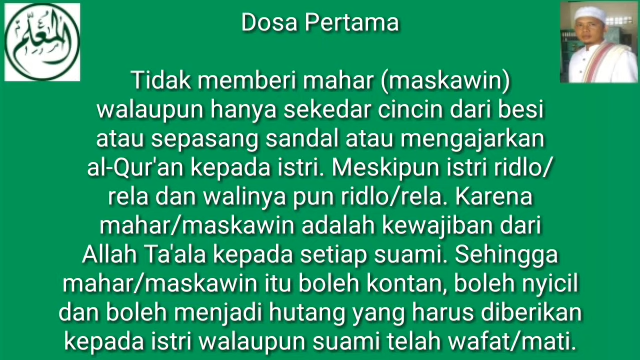 المعلم
Dosa Pertama
Tidak memberi mahar (maskawin)
walaupun hanya sekedar cincin dari besi
atau sepasang sandal atau mengajarkan
al-Qur'an kepada istri. Meskipun istri ridlo/
rela dan walinya pun ridlo/rela. Karena
mahar/maskawin adalah kewajiban dari
Allah Ta'ala kepada setiap suami. Sehingga
mahar/maskawin itu boleh kontan, boleh nyicil
dan boleh menjadi hutang yang harus diberikan
kepada istri walaupun suami telah wafat/mati.